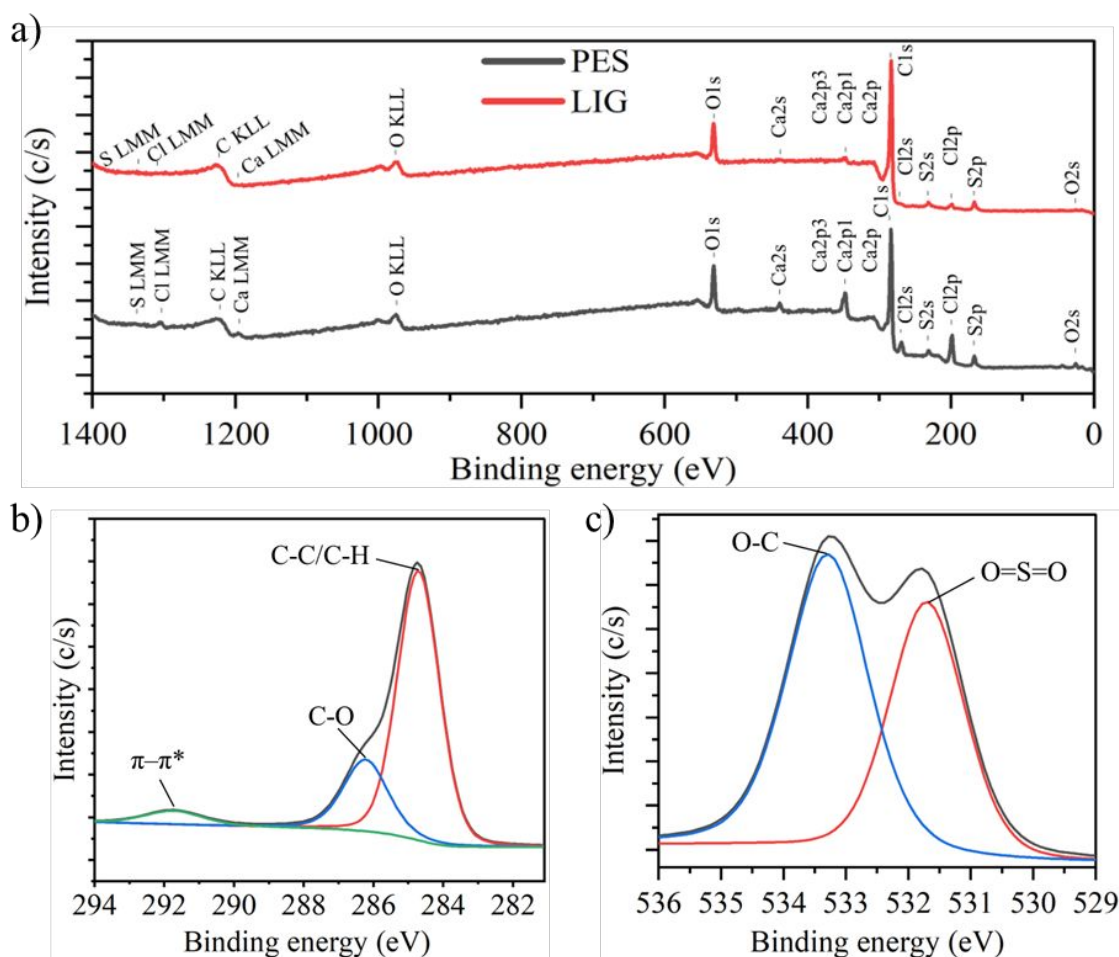 a)
Intensity (c/s)
PES
LIG
S LMM
Cl LMM
C KLL
Ca LMM
O KLL
O1s
Ca2s
Ca2p3
Ca2p1
Ca2p
C1s
Cl2s
S2s
Cl2p
S2p
O2s
S LMM
Cl LMM
C KLL
Ca LMM
O KLL
O1s
Ca2s
Ca2p3
Ca2p1
Ca2p
C1s
Cl2s
S2s
Cl2p
S2p
O2s
1400 1200 1000 800 600 400 200 0
Binding energy (eV)
b)
Intensity (c/s)
C-C/C-H
C-O
π–π*
294 292 290 288 286 284 282
Binding energy (eV)
c)
Intensity (c/s)
O-C
O=S=O
536 535 534 533 532 531 530 529
Binding energy (eV)